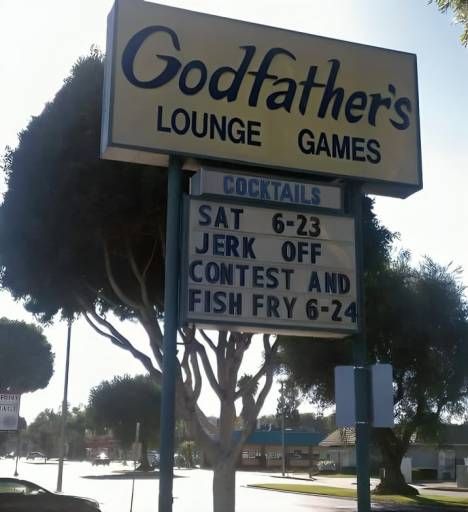 Godfather's
LOUNGE GAMES
COCKTAILS
SAT 6-23
JERK OFF
CONTEST AND
FISH FRY 6-24